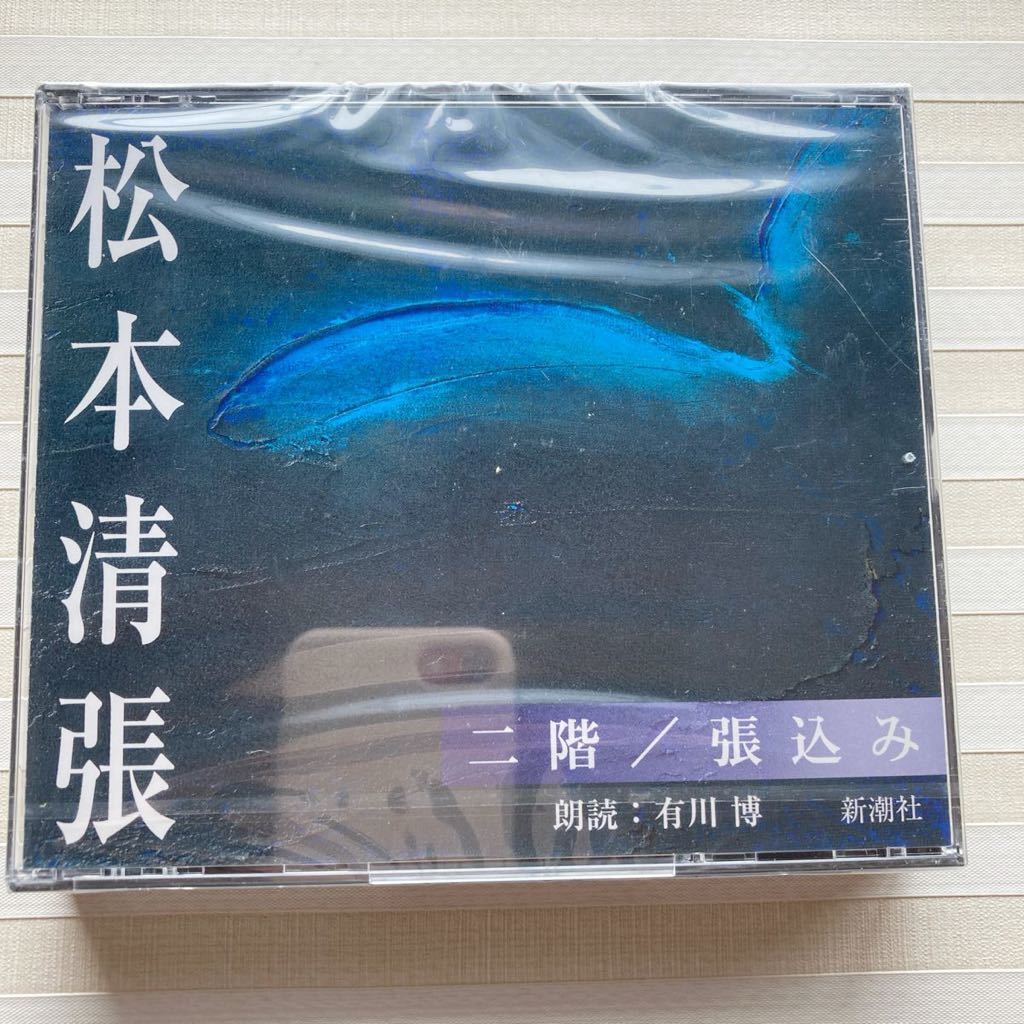 松本清張
二階／張込み
朗読：有川 博
新潮社